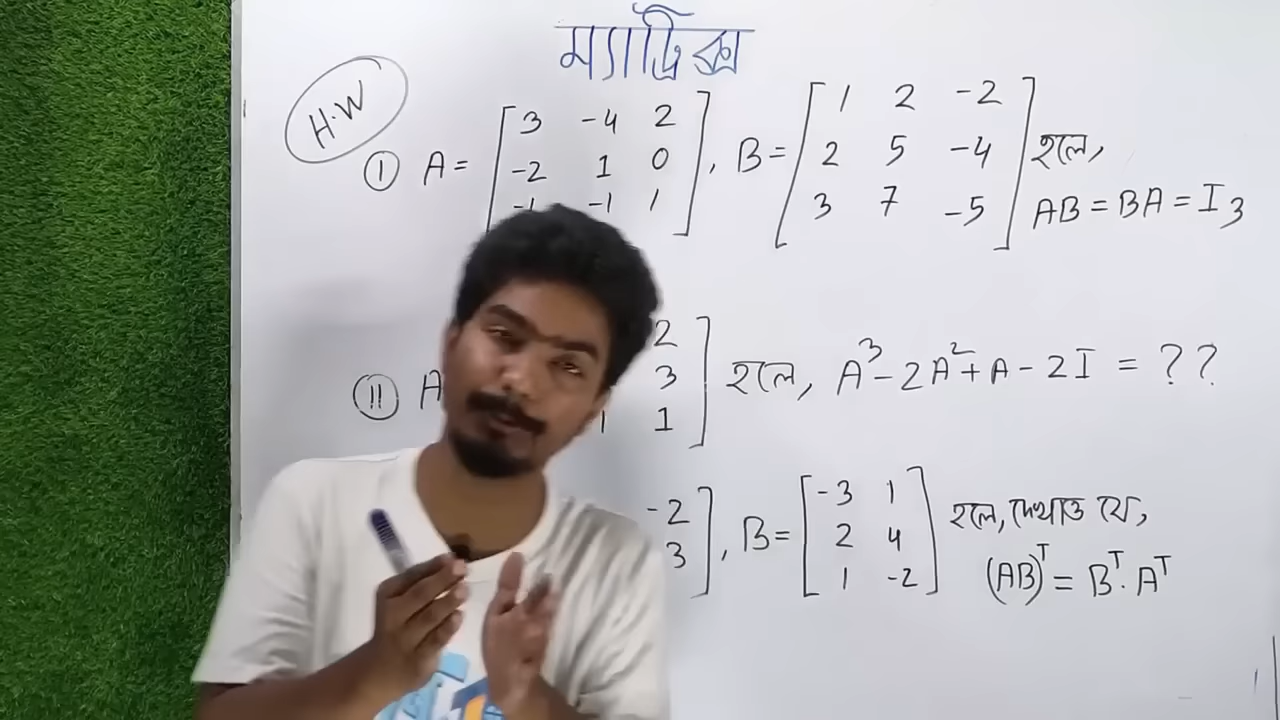 ম্যাট্রিক্স
H.W
I A = [3 -4 2], B = [1 2 -2] হলে,
[-2 1 0] [2 5 -4]
[-1 -1 1] [3 7 -5] AB = BA = I₃
II A 2
3] হলে, A³ - 2A² + A - 2I = ??
1 1
-2], B = [-3 1] হলে, দেখাও যে,
3] [2 4]
[1 -2] (AB)ᵀ = Bᵀ. Aᵀ